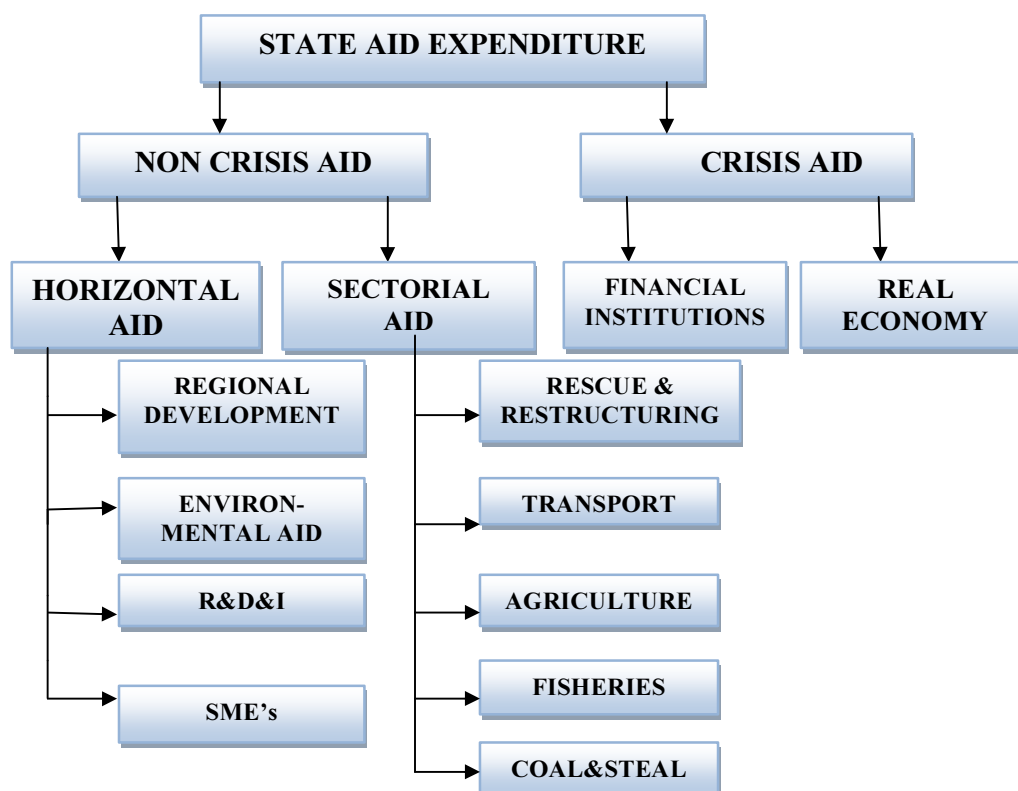 STATE AID EXPENDITURE
NON CRISIS AID
CRISIS AID
HORIZONTAL
AID
SECTORIAL
AID
FINANCIAL
INSTITUTIONS
REAL
ECONOMY
REGIONAL
DEVELOPMENT
RESCUE &
RESTRUCTURING
ENVIRON-
MENTAL AID
TRANSPORT
R&D&I
AGRICULTURE
SME’s
FISHERIES
COAL&STEAL